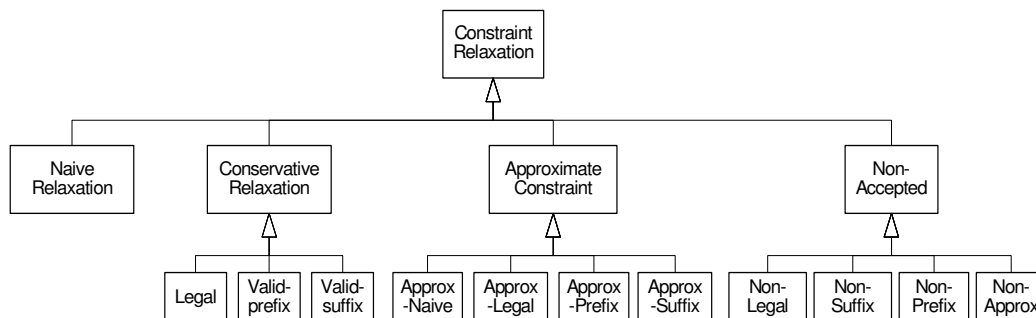 Constraint
Relaxation
Naive
Relaxation
Conservative
Relaxation
Approximate
Constraint
Non-
Accepted
Legal
Valid-
prefix
Valid-
suffix
Approx
-Naive
Approx
-Legal
Approx
-Prefix
Approx
-Suffix
Non-
Legal
Non-
Suffix
Non-
Prefix
Non-
Approx